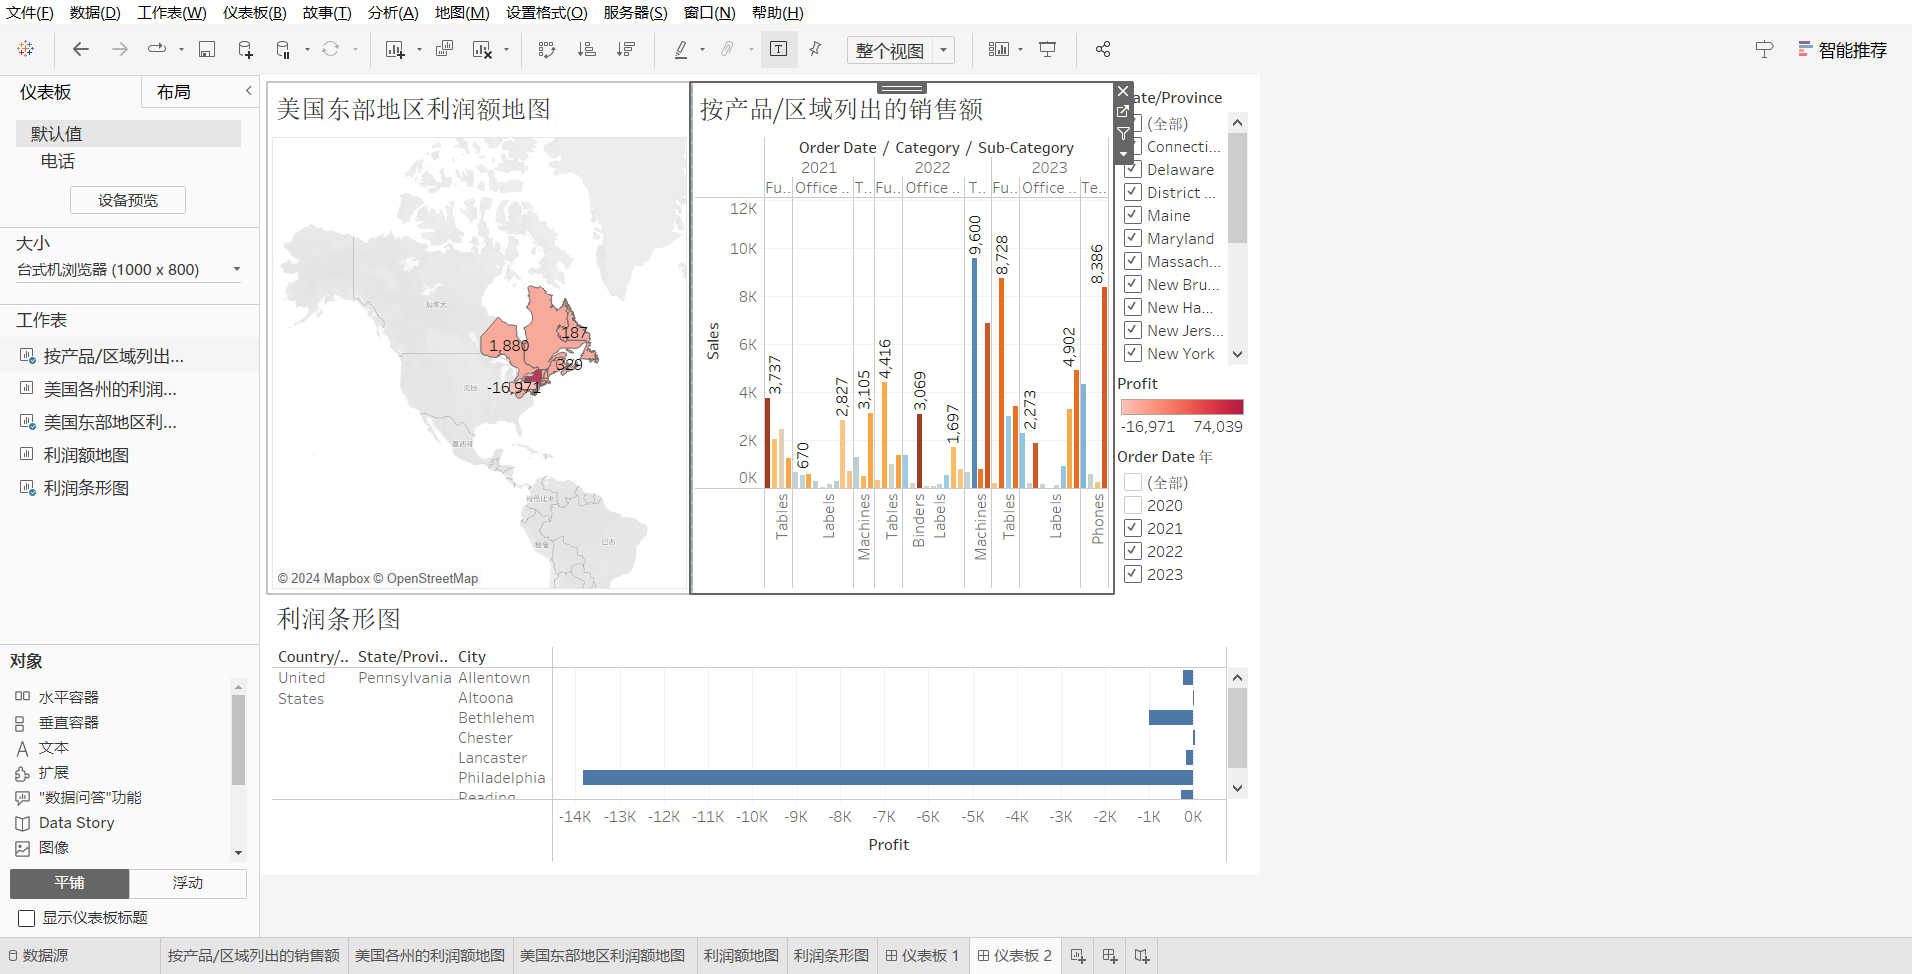 文件(F) 数据(D) 工作表(W) 仪表板(B) 故事(T) 分析(A) 地图(M) 设置格式(O) 服务器(S) 窗口(N) 帮助(H)
整个视图
智能推荐
仪表板
布局
默认值
电话
设备预览
大小
台式机浏览器 (1000 x 800)
工作表
按产品/区域列出...
美国各州的利润...
美国东部地区利...
利润额地图
利润条形图
对象
水平容器
垂直容器
文本
扩展
"数据问答"功能
Data Story
图像
平铺
浮动
显示仪表板标题
美国东部地区利润额地图
加拿大
美国
墨西哥
哥伦比亚
秘鲁
巴西
187
1,880
329
-16,971
© 2024 Mapbox © OpenStreetMap
按产品/区域列出的销售额
Order Date / Category / Sub-Category
2021 2022 2023
Fu.. Office .. T.. Fu.. Office .. T.. Fu.. Office .. Te..
12K
10K
8K
6K
4K
2K
0K
Sales
3,737
670
2,827
3,105
4,416
3,069
1,697
9,600
8,728
2,273
4,902
8,386
Tables
Labels
Machines
Tables
Binders
Labels
Machines
Tables
Labels
Phones
ate/Province
(全部)
Connecti...
Delaware
District ...
Maine
Maryland
Massach...
New Bru...
New Ha...
New Jers...
New York
Profit
-16,971 74,039
Order Date 年
(全部)
2020
2021
2022
2023
利润条形图
Country/.. State/Provi.. City
United States
Pennsylvania
Allentown
Altoona
Bethlehem
Chester
Lancaster
Philadelphia
Reading
-14K -13K -12K -11K -10K -9K -8K -7K -6K -5K -4K -3K -2K -1K 0K
Profit
数据源
按产品/区域列出的销售额
美国各州的利润额地图
美国东部地区利润额地图
利润额地图
利润条形图
仪表板 1
仪表板 2